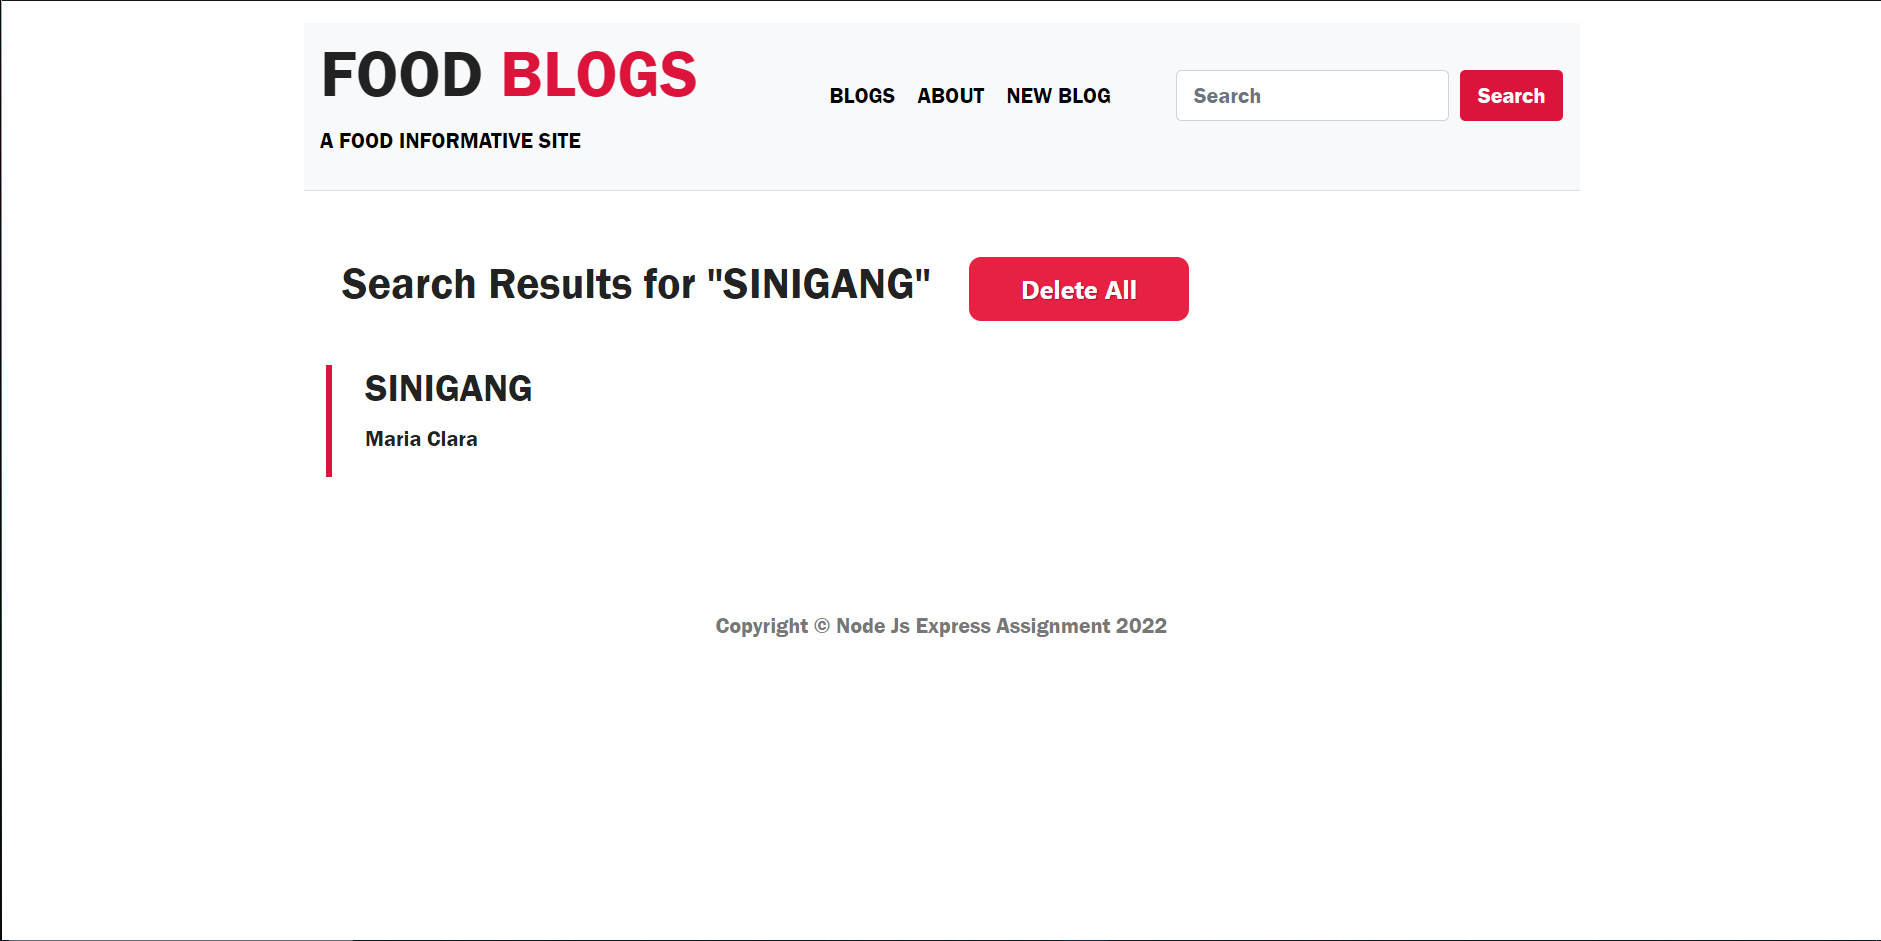 FOOD BLOGS
A FOOD INFORMATIVE SITE
BLOGS ABOUT NEW BLOG
Search Search
Search Results for "SINIGANG" Delete All
SINIGANG
Maria Clara
Copyright © Node Js Express Assignment 2022